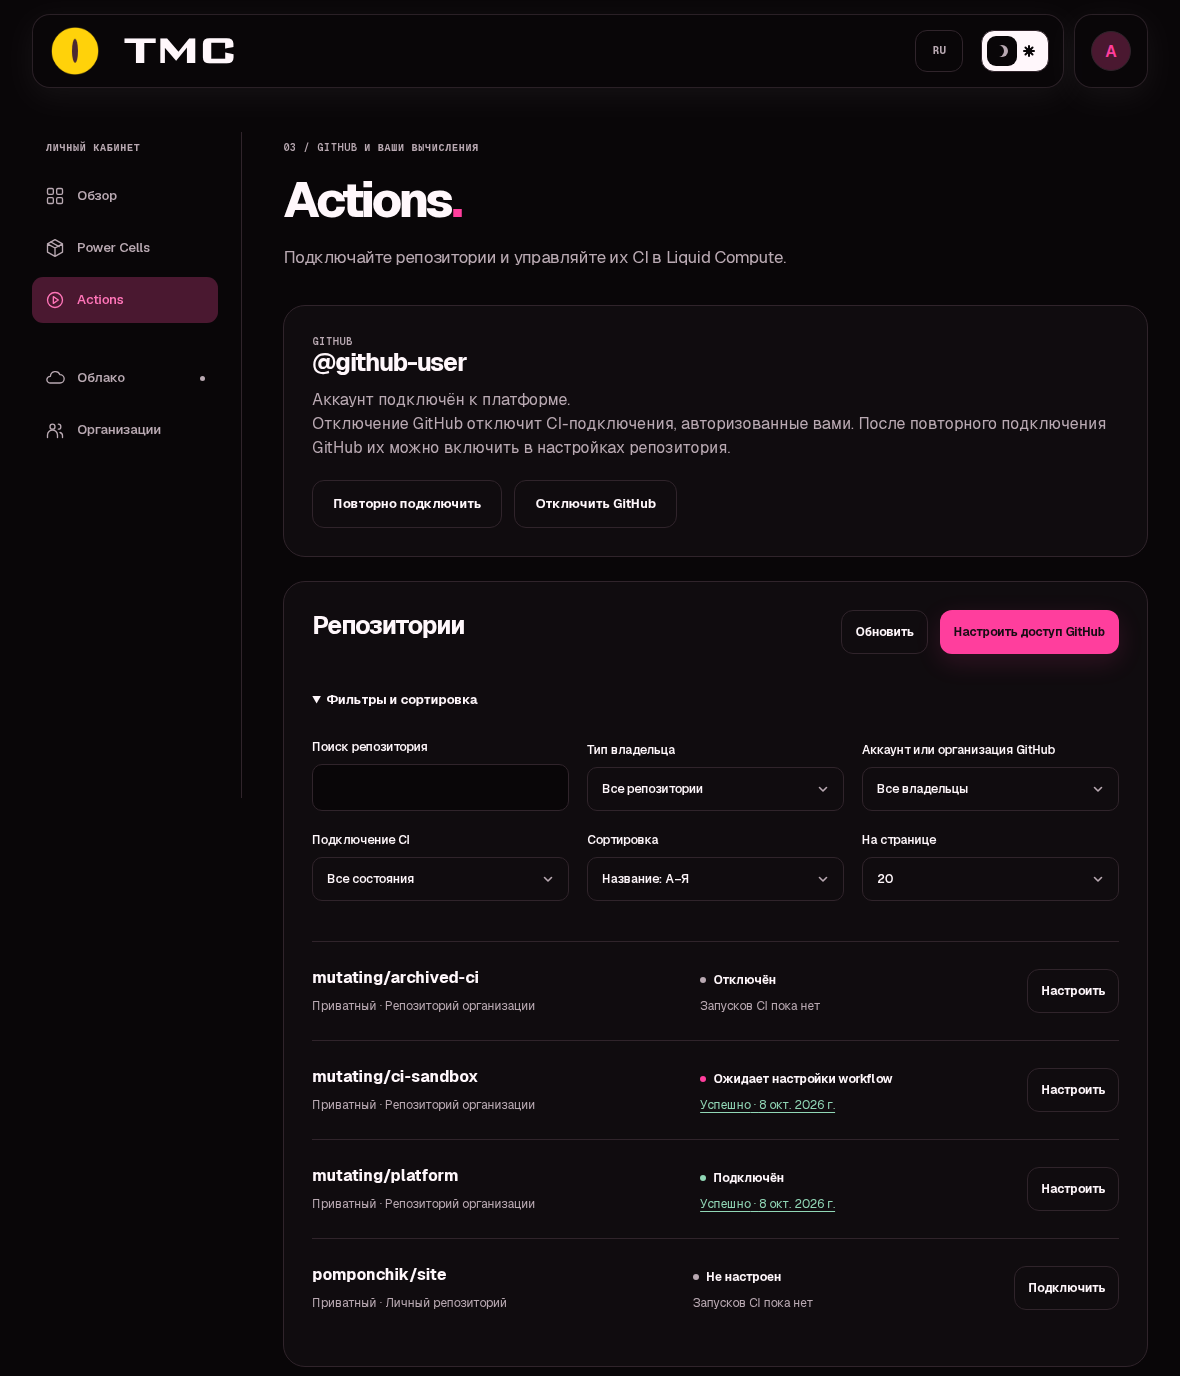 TMC
RU
A
ЛИЧНЫЙ КАБИНЕТ
Обзор
Power Cells
Actions
Облако
Организации
03 / GITHUB И ВАШИ ВЫЧИСЛЕНИЯ
Actions.
Подключайте репозитории и управляйте их CI в Liquid Compute.
GITHUB
@github-user
Аккаунт подключён к платформе.
Отключение GitHub отключит CI-подключения, авторизованные вами. После повторного подключения
GitHub их можно включить в настройках репозитория.
Повторно подключить
Отключить GitHub
Репозитории
Обновить
Настроить доступ GitHub
Фильтры и сортировка
Поиск репозитория
Тип владельца
Аккаунт или организация GitHub
Все репозитории
Все владельцы
Подключение CI
Сортировка
На странице
Все состояния
Название: А–Я
20
mutating/archived-ci
Приватный · Репозиторий организации
Отключён
Запусков CI пока нет
Настроить
mutating/ci-sandbox
Приватный · Репозиторий организации
Ожидает настройки workflow
Успешно · 8 окт. 2026 г.
Настроить
mutating/platform
Приватный · Репозиторий организации
Подключён
Успешно · 8 окт. 2026 г.
Настроить
pomponchik/site
Приватный · Личный репозиторий
Не настроен
Запусков CI пока нет
Подключить